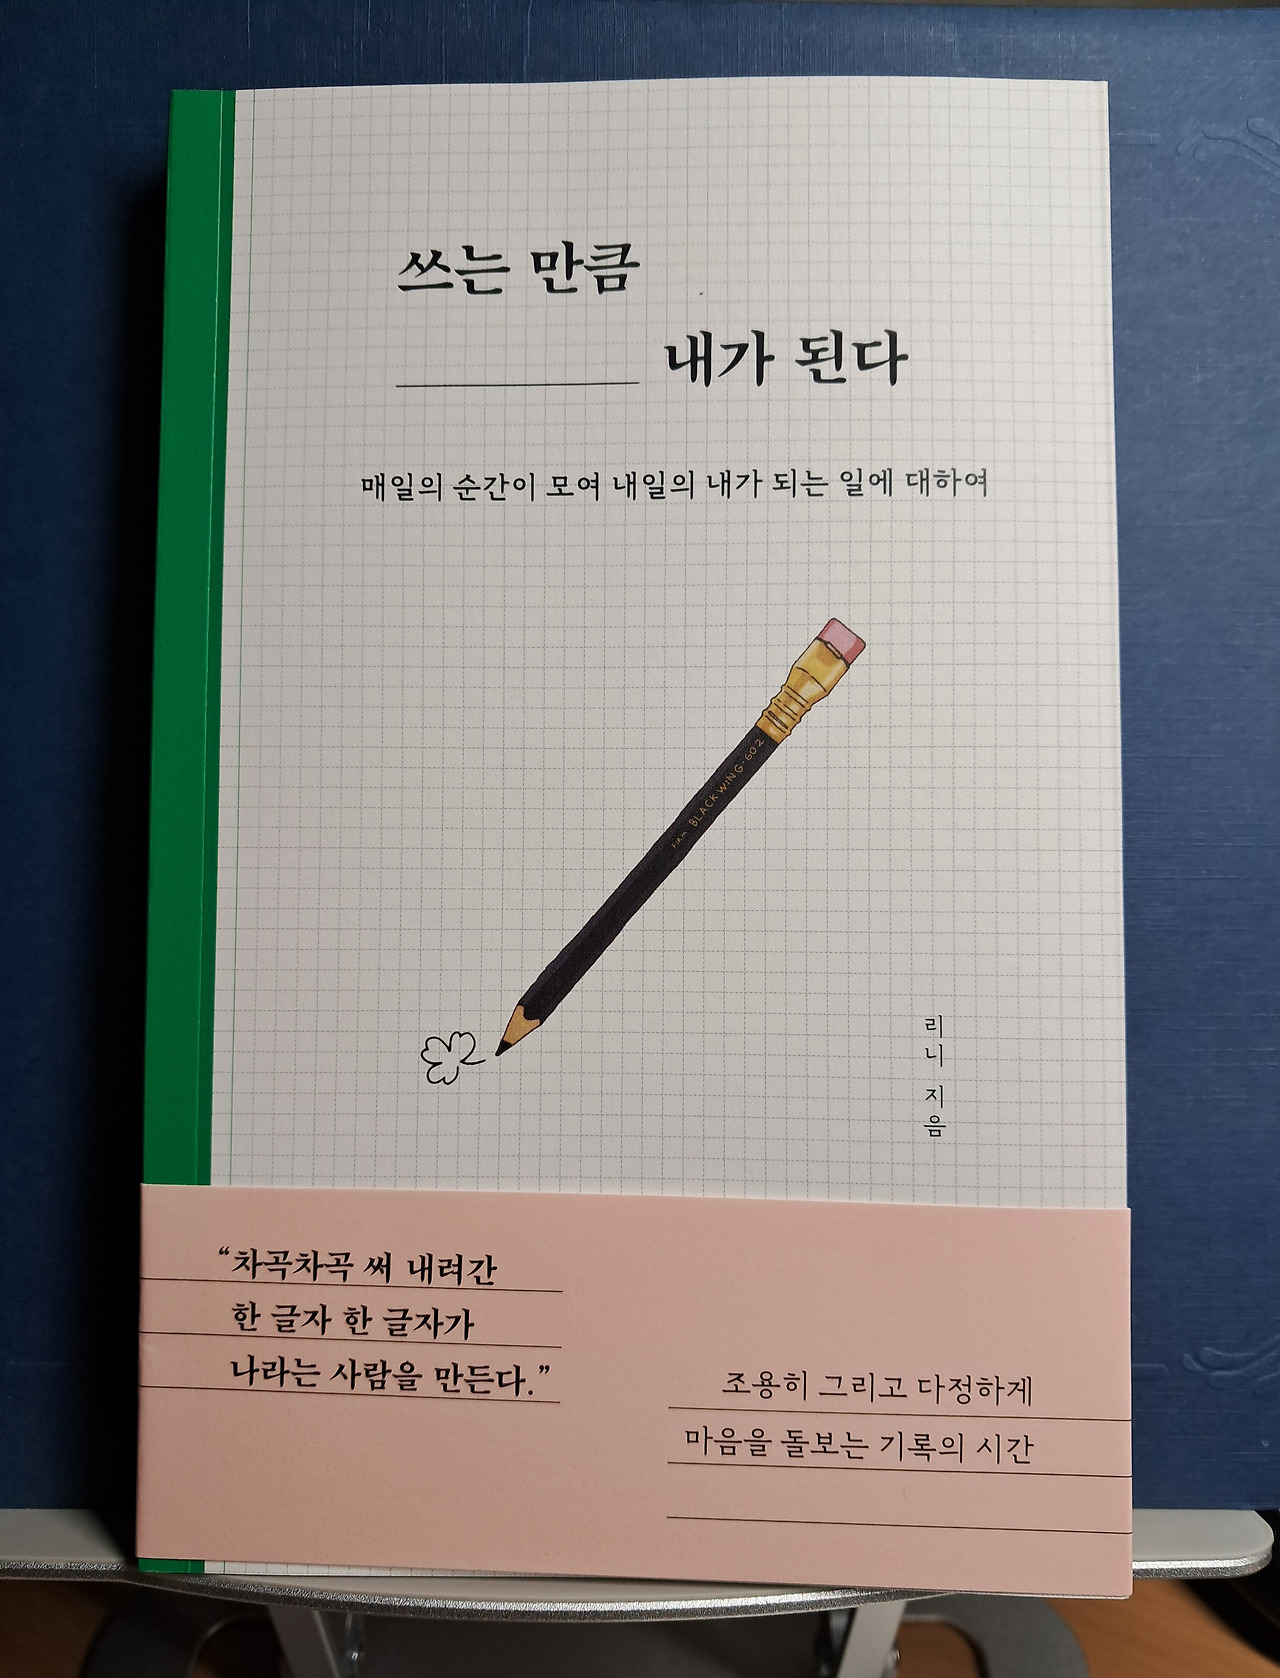 쓰는 만큼
내가 된다
매일의 순간이 모여 내일의 내가 되는 일에 대하여
FIRM BLACKWING·602
리니 지음
“차곡차곡 써 내려간
한 글자 한 글자가
나라는 사람을 만든다.”
조용히 그리고 다정하게
마음을 돌보는 기록의 시간